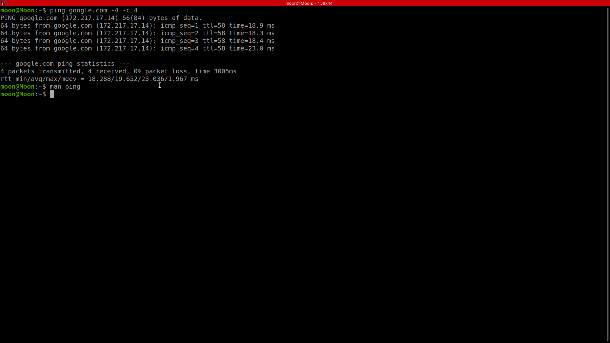 moon@Moon:~$ ping google.com -4 -c 4
PING google.com (172.217.17.14) 56(84) bytes of data.
64 bytes from google.com (172.217.17.14): icmp_seq=1 ttl=58 time=18.9 ms
64 bytes from google.com (172.217.17.14): icmp_seq=2 ttl=58 time=18.3 ms
64 bytes from google.com (172.217.17.14): icmp_seq=3 ttl=58 time=18.4 ms
64 bytes from google.com (172.217.17.14): icmp_seq=4 ttl=58 time=23.0 ms
--- google.com ping statistics ---
4 packets transmitted, 4 received, 0% packet loss, time 3005ms
rtt min/avg/max/mdev = 18.288/19.652/23.026/1.967 ms
moon@Moon:~$ man ping
moon@Moon:~$